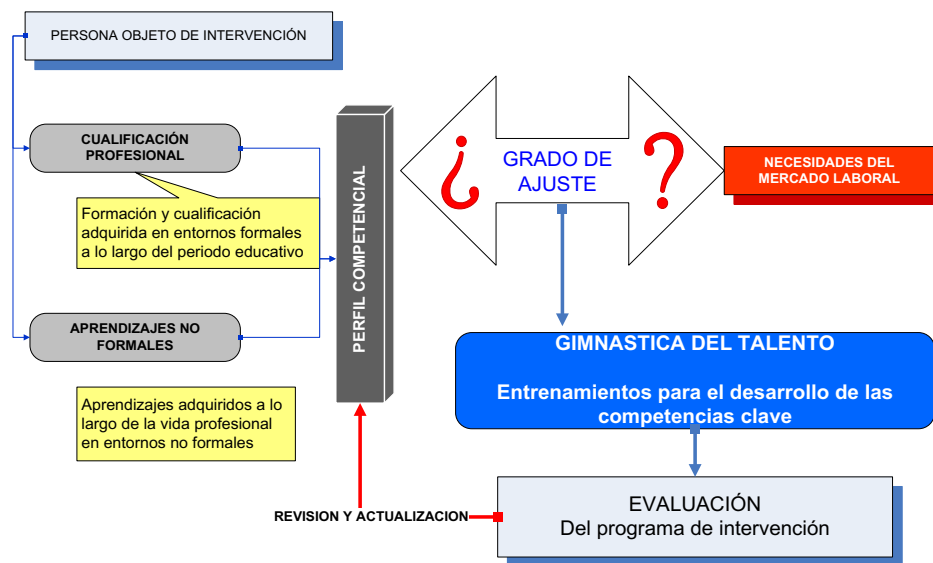 PERSONA OBJETO DE INTERVENCIÓN
CUALIFICACIÓN
PROFESIONAL
Formación y cualificación
adquirida en entornos formales
a lo largo del periodo educativo
APRENDIZAJES NO
FORMALES
Aprendizajes adquiridos a lo
largo de la vida profesional
en entornos no formales
PERFIL COMPETENCIAL
¿
GRADO DE
AJUSTE
?
NECESIDADES DEL
MERCADO LABORAL
GIMNASTICA DEL TALENTO
Entrenamientos para el desarrollo de las
competencias clave
EVALUACIÓN
Del programa de intervención
REVISION Y ACTUALIZACION